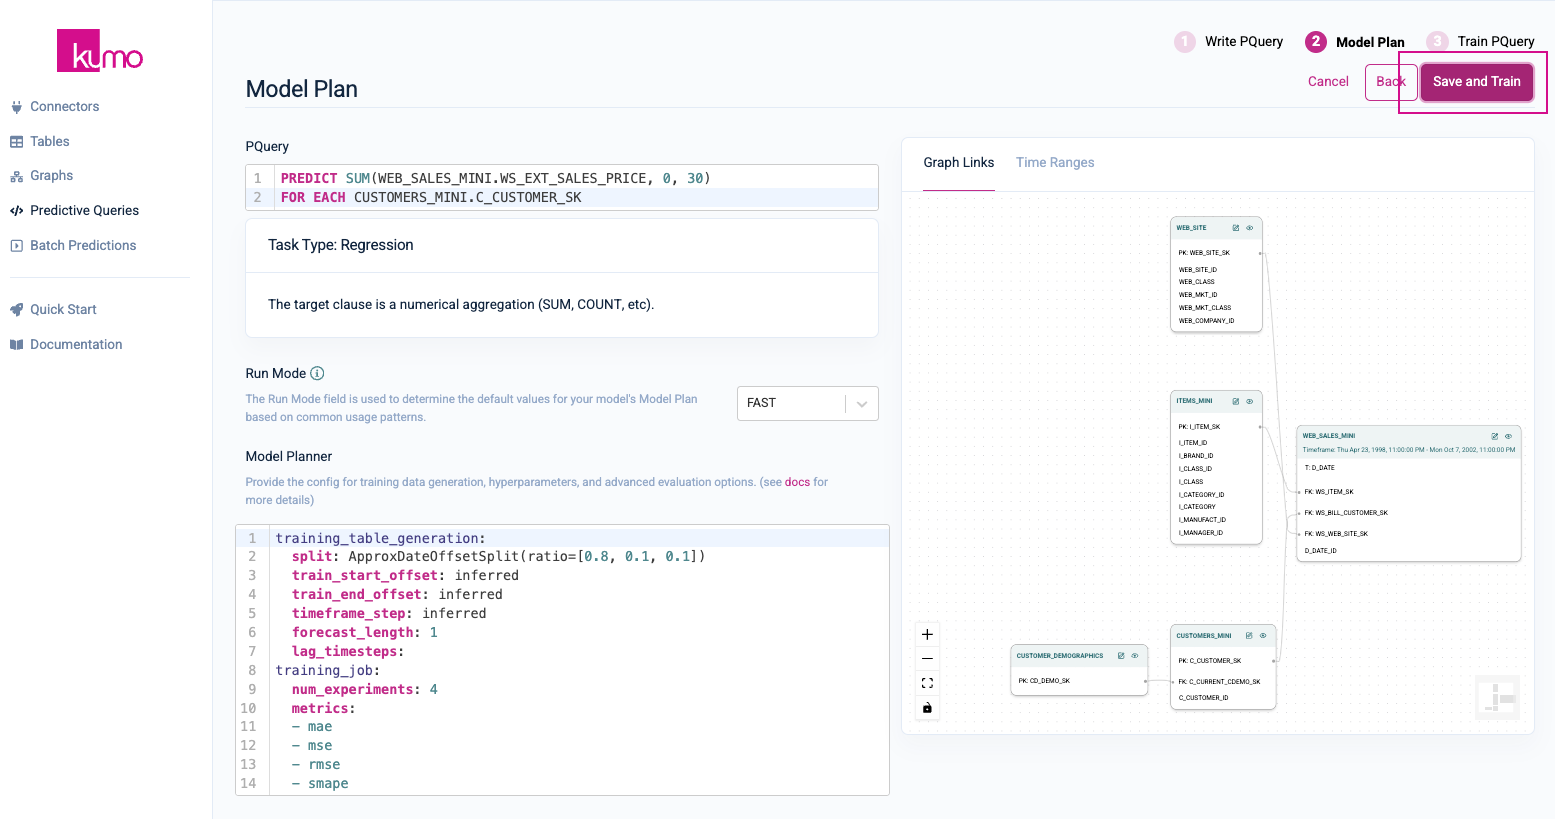 kumo
Connectors
Tables
Graphs
Predictive Queries
Batch Predictions
Quick Start
Documentation
1 Write PQuery
2 Model Plan
3 Train PQuery
Model Plan
Cancel
Back
Save and Train
PQuery
1 PREDICT SUM(WEB_SALES_MINI.WS_EXT_SALES_PRICE, 0, 30)
2 FOR EACH CUSTOMERS_MINI.C_CUSTOMER_SK
Task Type: Regression
The target clause is a numerical aggregation (SUM, COUNT, etc).
Run Mode
The Run Mode field is used to determine the default values for your model's Model Plan
based on common usage patterns.
FAST
Model Planner
Provide the config for training data generation, hyperparameters, and advanced evaluation options. (see docs for
more details)
1 training_table_generation:
2 split: ApproxDateOffsetSplit(ratio=[0.8, 0.1, 0.1])
3 train_start_offset: inferred
4 train_end_offset: inferred
5 timeframe_step: inferred
6 forecast_length: 1
7 lag_timesteps:
8 training_job:
9 num_experiments: 4
10 metrics:
11 - mae
12 - mse
13 - rmse
14 - smape
Graph Links
Time Ranges
WEB_SITE
PK: WEB_SITE_SK
WEB_SITE_ID
WEB_CLASS
WEB_MKT_ID
WEB_MKT_CLASS
WEB_COMPANY_ID
ITEMS_MINI
PK: I_ITEM_SK
I_ITEM_ID
I_BRAND_ID
I_CLASS_ID
I_CLASS
I_CATEGORY_ID
I_CATEGORY
I_MANUFACT_ID
I_MANAGER_ID
WEB_SALES_MINI
Timeframe: Thu Apr 23, 1998, 11:00:00 PM - Mon Oct 7, 2002, 11:00:00 PM
T: D_DATE
FK: WS_ITEM_SK
FK: WS_BILL_CUSTOMER_SK
FK: WS_WEB_SITE_SK
D_DATE_ID
CUSTOMER_DEMOGRAPHICS
PK: CD_DEMO_SK
CUSTOMERS_MINI
PK: C_CUSTOMER_SK
FK: C_CURRENT_CDEMO_SK
C_CUSTOMER_ID